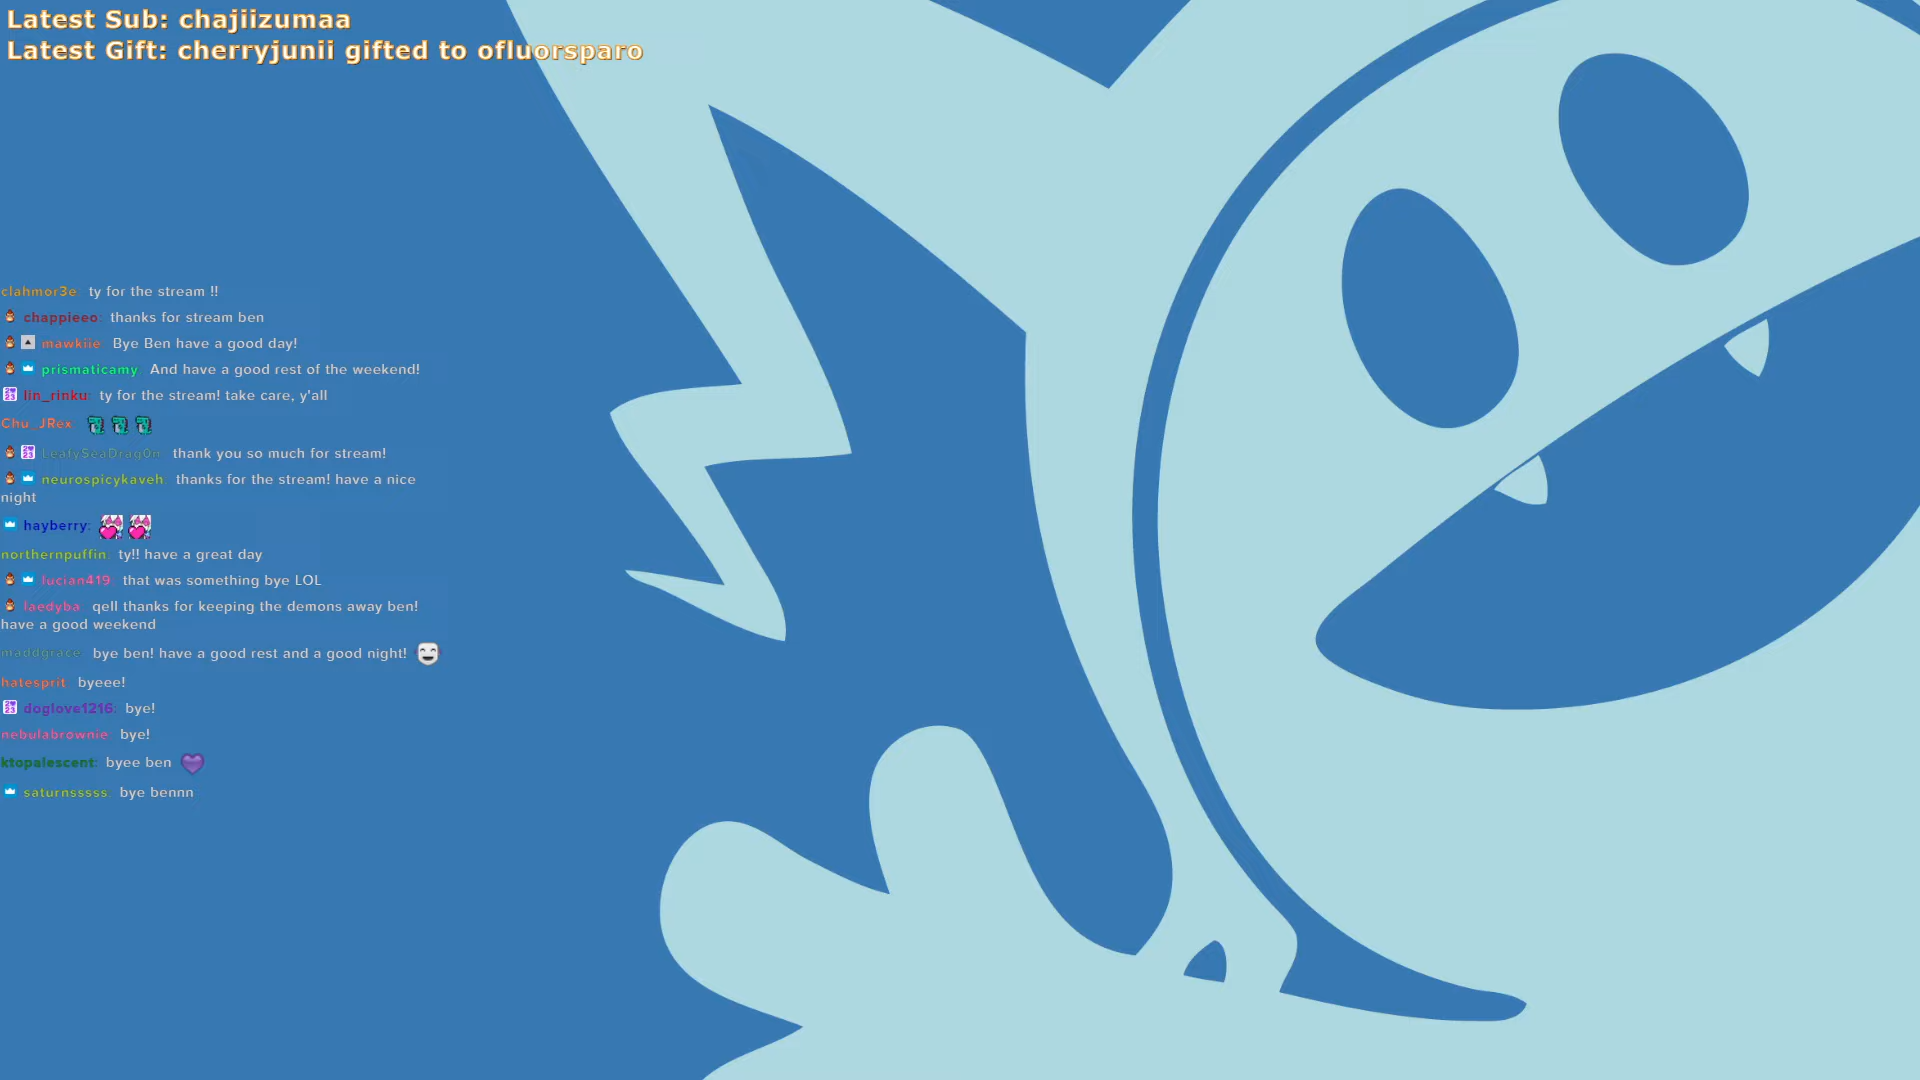 Latest Sub: chajiizumaa
Latest Gift: cherryjunii gifted to ofluorsparo
clahmor3e: ty for the stream !!
chappieeo: thanks for stream ben
mawkiie: Bye Ben have a good day!
prismaticamy: And have a good rest of the weekend!
lin_rinku: ty for the stream! take care, y'all
Chu_JRex:
LeafySeaDrag0n: thank you so much for stream!
neurospicykaveh: thanks for the stream! have a nice
night
hayberry:
northernpuffin: ty!! have a great day
lucian419: that was something bye LOL
laedyba: qell thanks for keeping the demons away ben!
have a good weekend
maddgrace: bye ben! have a good rest and a good night!
hatesprit: byeee!
doglove1216: bye!
nebulabrownie: bye!
ktopalescent: byee ben
saturnsssss: bye bennn